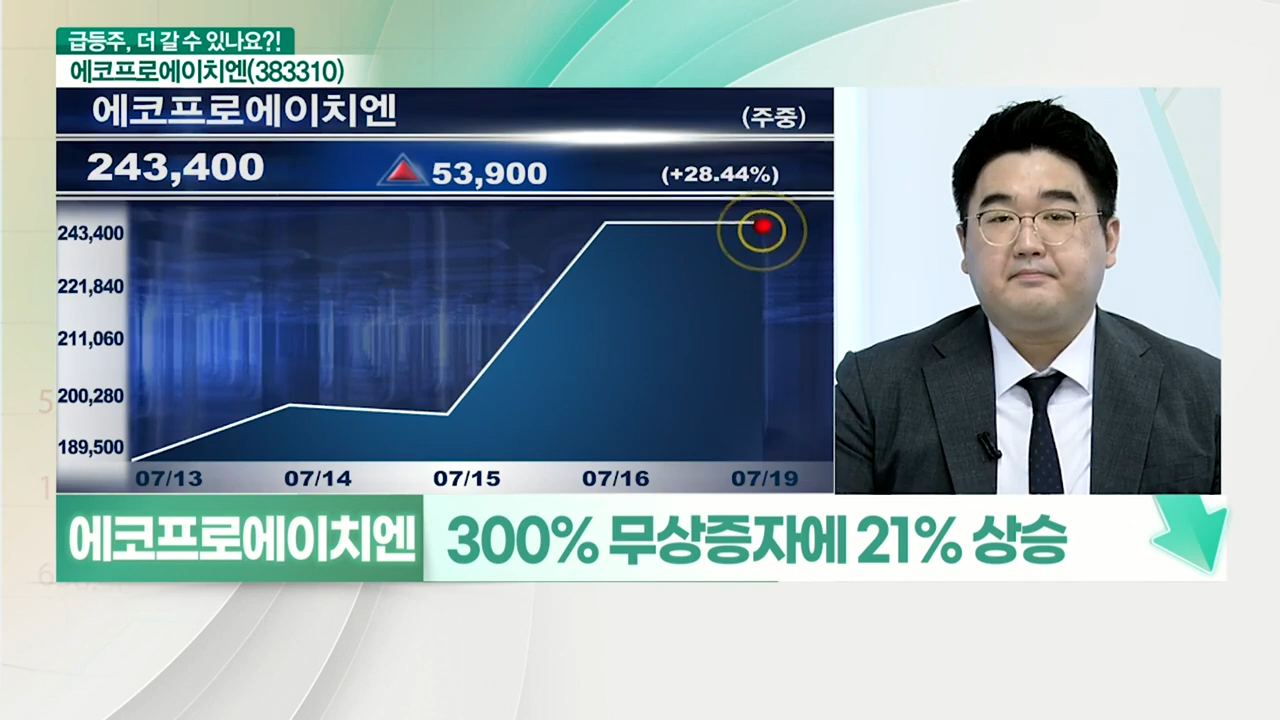 급등주, 더 갈 수 있나요?!
에코프로에이치엔(383310)
에코프로에이치엔 (주중)
243,400 53,900 (+28.44%)
243,400
221,840
211,060
200,280
189,500
07/13 07/14 07/15 07/16 07/19
에코프로에이치엔 300% 무상증자에 21% 상승